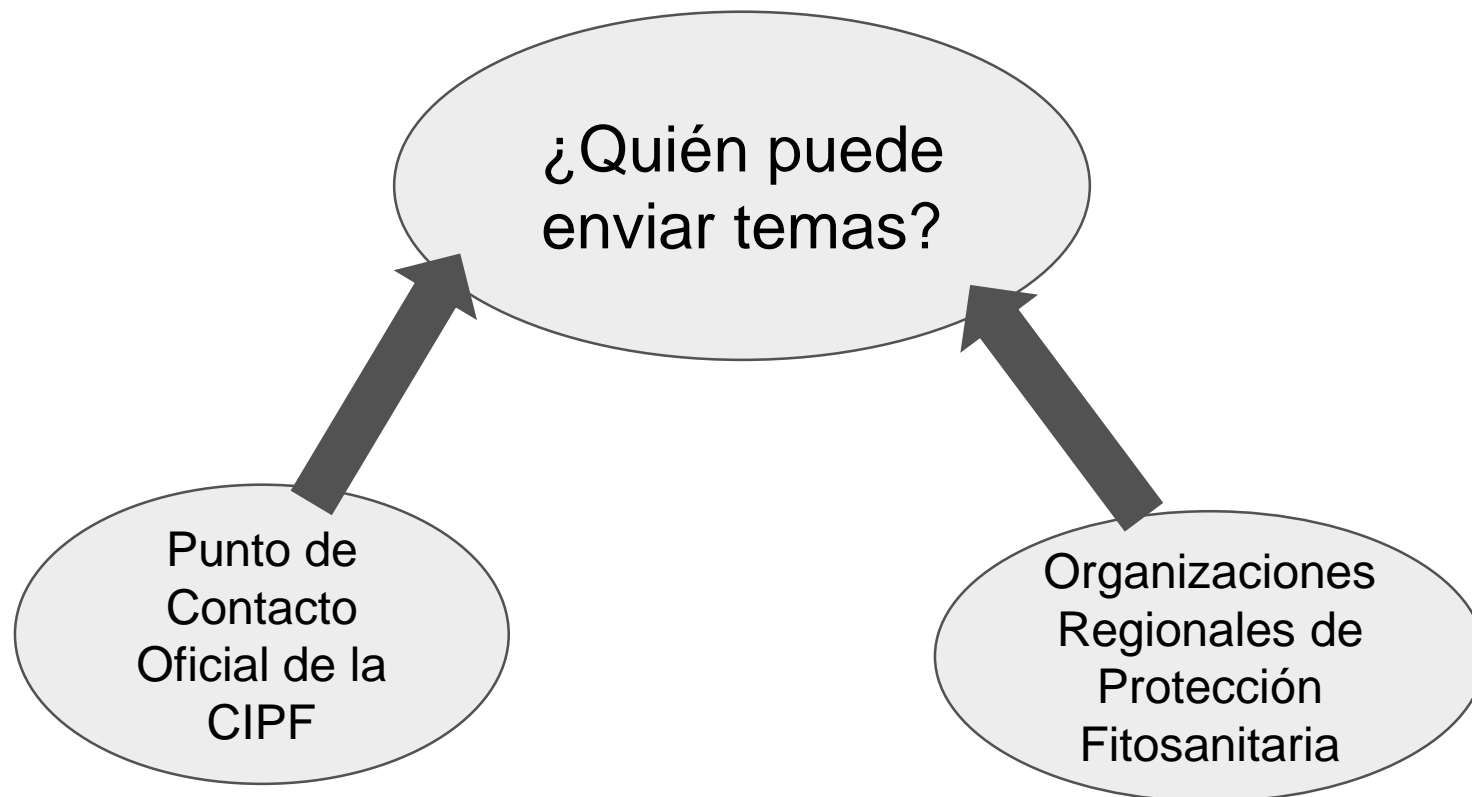 ¿Quién puede
enviar temas?
Punto de
Contacto
Oficial de la
CIPF
Organizaciones
Regionales de
Protección
Fitosanitaria